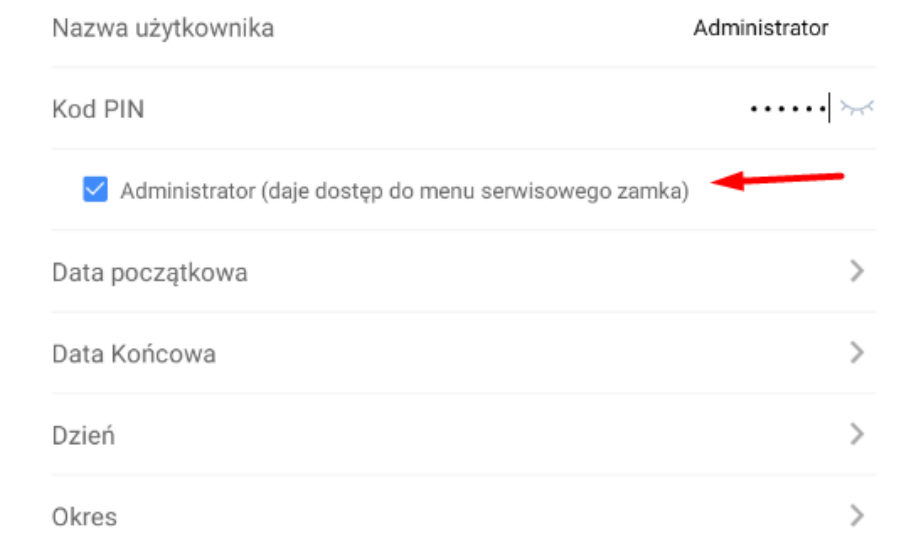 Nazwa użytkownika Administrator
Kod PIN ••••••
Administrator (daje dostęp do menu serwisowego zamka)
Data początkowa
Data Końcowa
Dzień
Okres